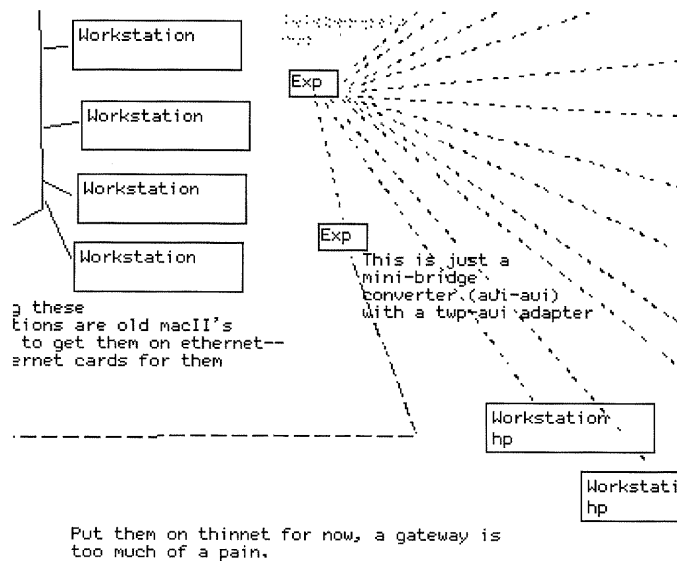 Workstation
Exp
Workstation
Workstation
Exp
Workstation
This is just a
mini-bridge
converter.(aui-aui)
with a twp-aui adapter
g these
tions are old macII's
to get them on ethernet--
ernet cards for them
Workstation
hp
Workstati
hp
Put them on thinnet for now, a gateway is
too much of a pain.